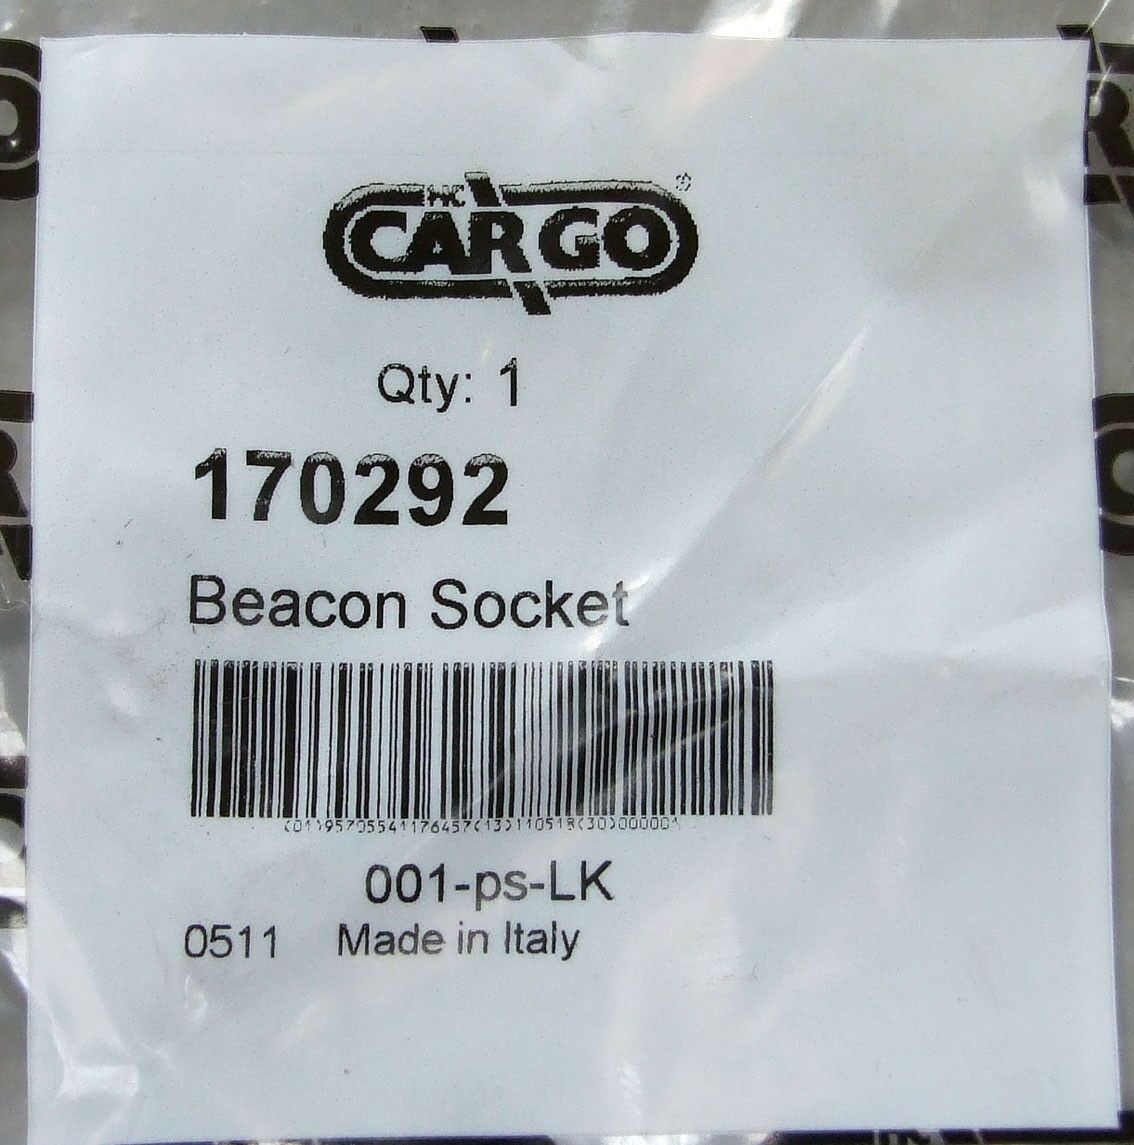 HC
CARGO
Qty: 1
170292
Beacon Socket
(01)95705541176457(13)110518(30)000001
001-ps-LK
0511 Made in Italy